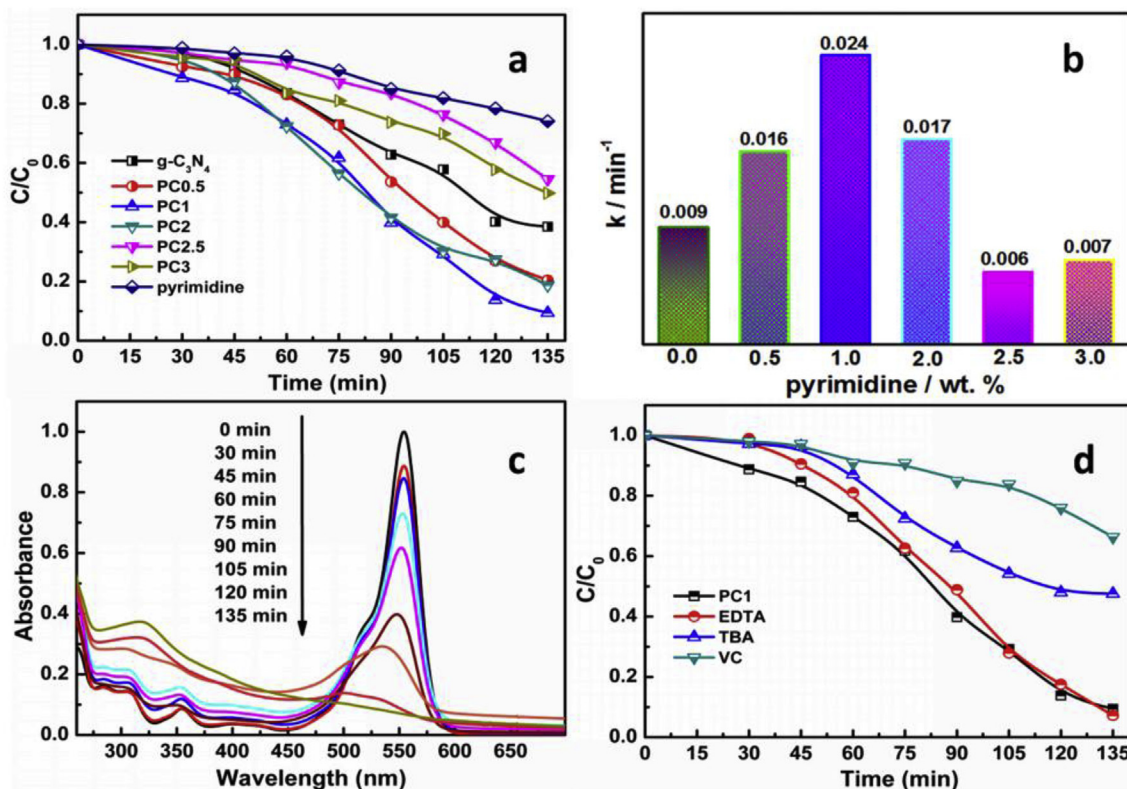 a
1.0
0.8
0.6
0.4
0.2
0.0
C/C₀
g-C₃N₄
PC0.5
PC1
PC2
PC2.5
PC3
pyrimidine
0 15 30 45 60 75 90 105 120 135
Time (min)
b
k / min⁻¹
0.009
0.016
0.024
0.017
0.006
0.007
0.0 0.5 1.0 2.0 2.5 3.0
pyrimidine / wt. %
c
1.0
0.8
0.6
0.4
0.2
0.0
Absorbance
0 min
30 min
45 min
60 min
75 min
90 min
105 min
120 min
135 min
300 350 400 450 500 550 600 650
Wavelength (nm)
d
1.0
0.8
0.6
0.4
0.2
0.0
C/C₀
PC1
EDTA
TBA
VC
0 15 30 45 60 75 90 105 120 135
Time (min)